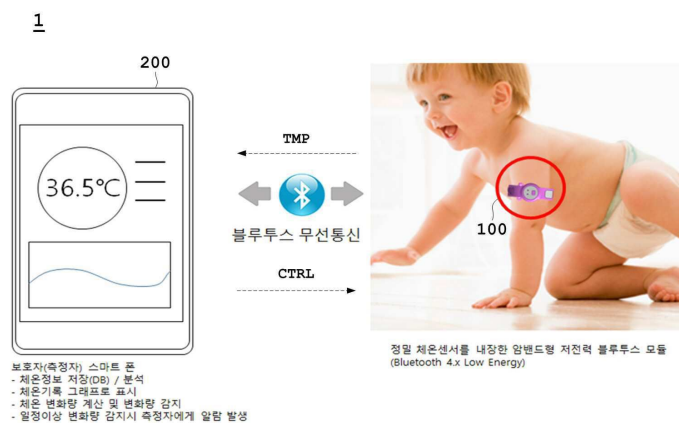 1
200
36.5℃
TMP
블루투스 무선통신
CTRL
100
정밀 체온센서를 내장한 암밴드형 저전력 블루투스 모듈
(Bluetooth 4.x Low Energy)
보호자(측정자) 스마트 폰
- 체온정보 저장(DB) / 분석
- 체온기록 그래프로 표시
- 체온 변화량 계산 및 변화량 감지
- 일정이상 변화량 감지시 측정자에게 알람 발생